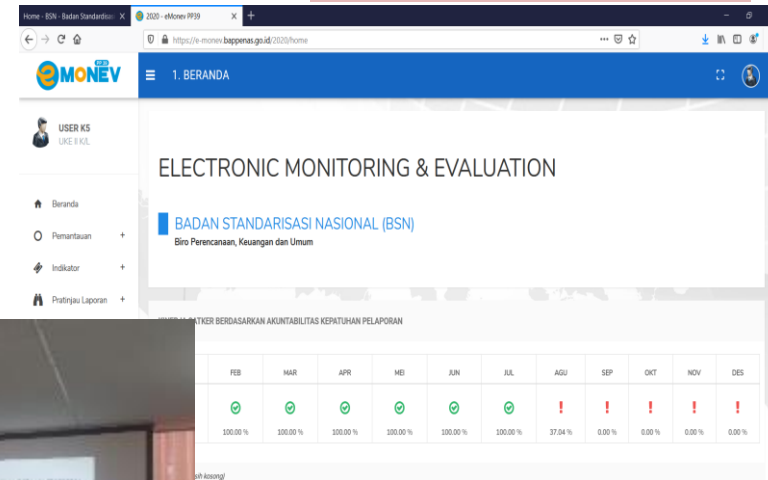 Home - BSN - Badan Standardisasi
2020 - eMonev PP39
https://e-monev.bappenas.go.id/2020/home
eMONEV
1. BERANDA
USER K5
UKE II K/L
Beranda
Pemantauan +
Indikator +
Pratinjau Laporan +
ELECTRONIC MONITORING & EVALUATION
BADAN STANDARISASI NASIONAL (BSN)
Biro Perencanaan, Keuangan dan Umum
BERDASARKAN AKUNTABILITAS KEPATUHAN PELAPORAN
FEB MAR APR MEI JUN JUL AGU SEP OKT NOV DES
! ! ! ! !
100.00 % 100.00 % 100.00 % 100.00 % 100.00 % 100.00 % 37.04 % 0.00 % 0.00 % 0.00 % 0.00 %
sih kosong)